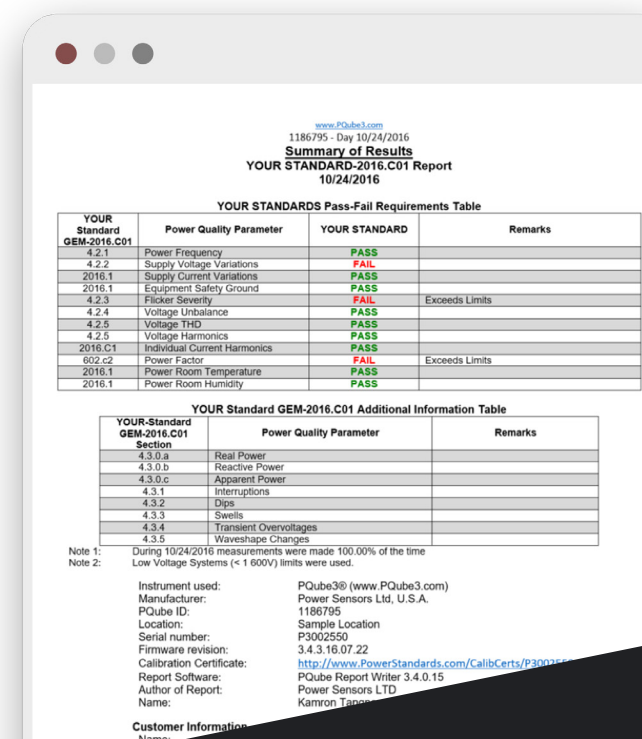 www.PQube3.com
1186795 - Day 10/24/2016
Summary of Results
YOUR STANDARD-2016.C01 Report
10/24/2016
YOUR STANDARDS Pass-Fail Requirements Table
YOUR Standard GEM-2016.C01 Power Quality Parameter YOUR STANDARD Remarks
4.2.1 Power Frequency PASS
4.2.2 Supply Voltage Variations FAIL
2016.1 Supply Current Variations PASS
2016.1 Equipment Safety Ground PASS
4.2.3 Flicker Severity FAIL Exceeds Limits
4.2.4 Voltage Unbalance PASS
4.2.5 Voltage THD PASS
4.2.5 Voltage Harmonics PASS
2016.C1 Individual Current Harmonics PASS
602.c2 Power Factor FAIL Exceeds Limits
2016.1 Power Room Temperature PASS
2016.1 Power Room Humidity PASS
YOUR Standard GEM-2016.C01 Additional Information Table
YOUR-Standard GEM-2016.C01 Section Power Quality Parameter Remarks
4.3.0.a Real Power
4.3.0.b Reactive Power
4.3.0.c Apparent Power
4.3.1 Interruptions
4.3.2 Dips
4.3.3 Swells
4.3.4 Transient Overvoltages
4.3.5 Waveshape Changes
Note 1: During 10/24/2016 measurements were made 100.00% of the time
Note 2: Low Voltage Systems (< 1 600V) limits were used.
Instrument used: PQube3® (www.PQube3.com)
Manufacturer: Power Sensors Ltd, U.S.A.
PQube ID: 1186795
Location: Sample Location
Serial number: P3002550
Firmware revision: 3.4.3.16.07.22
Calibration Certificate: http://www.PowerStandards.com/CalibCerts/P300255
Report Software: PQube Report Writer 3.4.0.15
Author of Report: Power Sensors LTD
Name: Kamron
Customer Information
Name: